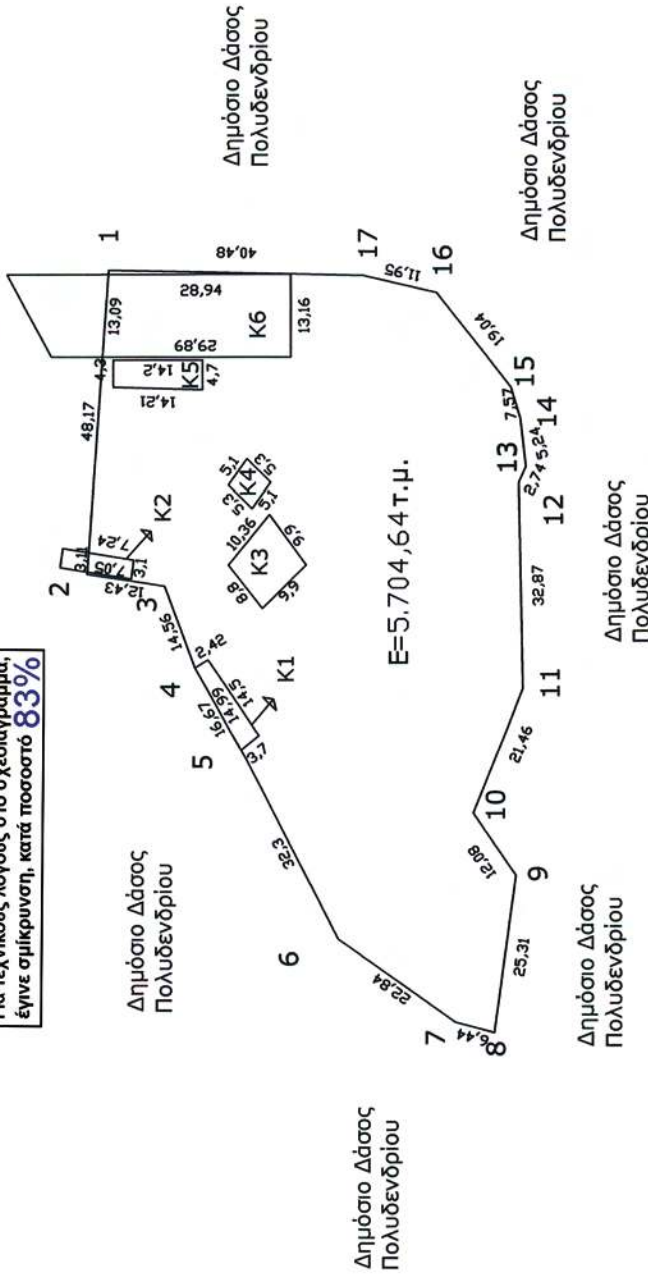 Για τεχνικούς λόγους στο σχεδιάγραμμα,
έγινε σμίκρυνση, κατά ποσοστό 83%
Δημόσιο Δάσος
Πολυδενδρίου
Δημόσιο Δάσος
Πολυδενδρίου
Δημόσιο Δάσος
Πολυδενδρίου
Δημόσιο Δάσος
Πολυδενδρίου
Δημόσιο Δάσος
Πολυδενδρίου
Δημόσιο Δάσος
Πολυδενδρίου
1
2
3
4
5
6
7
8
9
10
11
12
13
14
15
16
17
48,17
13,09
12,43
14,56
16,67
32,3
22,84
6,44
25,31
12,08
21,46
32,87
2,74
5,24
7,57
19,04
11,95
40,48
K1
14,99
14,5
2,42
K2
3,11
7,24
7,05
3,1
K3
10,36
8,8
9,9
9,9
K4
5,1
5,3
5,3
5,1
K5
4,3
14,2
14,21
4,7
K6
28,94
29,89
13,16
E=5.704,64τ.μ.